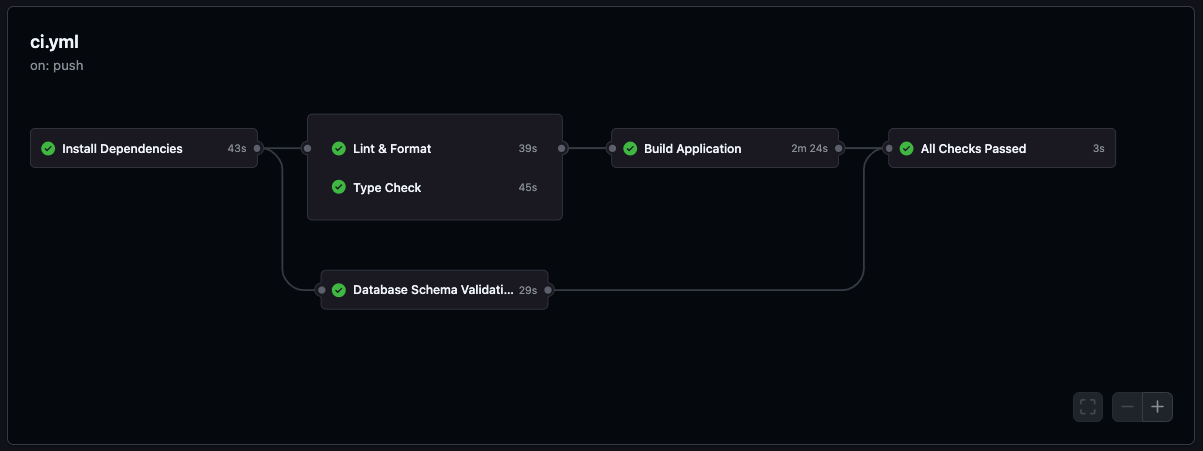 ci.yml
on: push
Install Dependencies 43s
Lint & Format 39s
Type Check 45s
Build Application 2m 24s
All Checks Passed 3s
Database Schema Validati... 29s